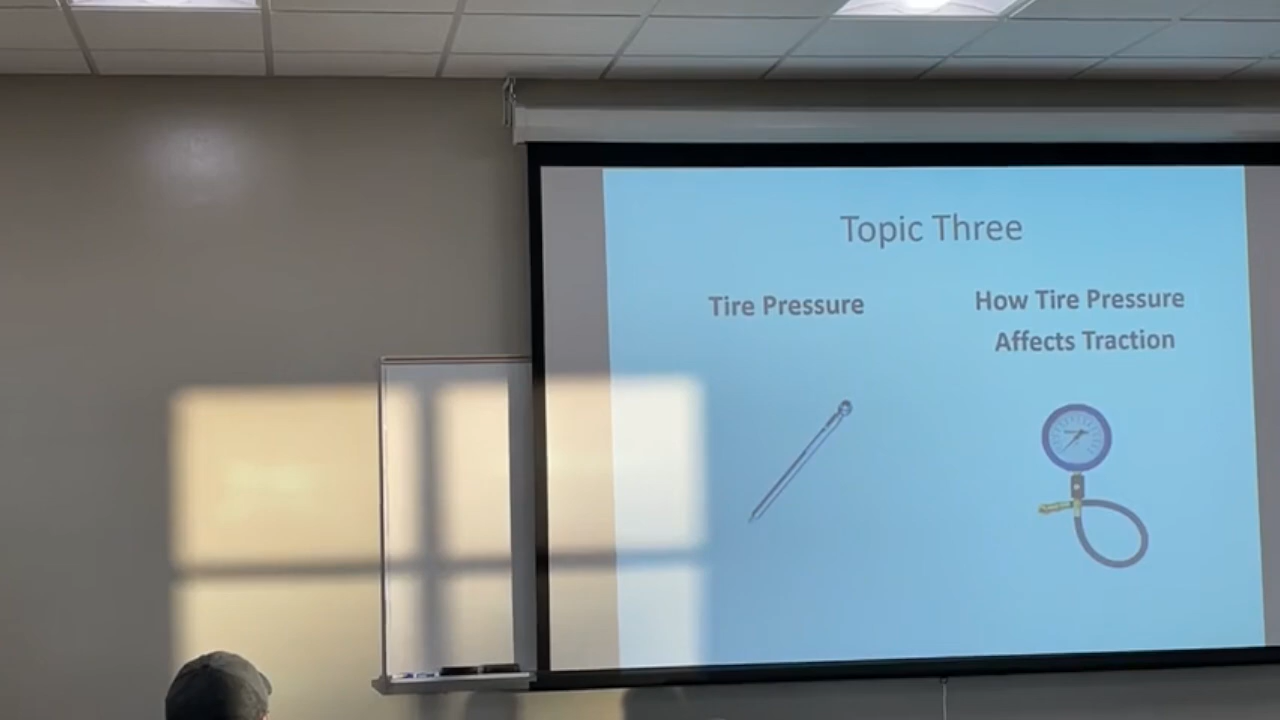 Topic Three
Tire Pressure
How Tire Pressure
Affects Traction